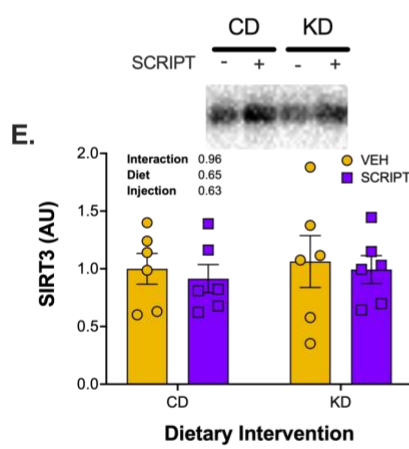 CD KD
SCRIPT - + - +
E.
Interaction 0.96
Diet 0.65
Injection 0.63
VEH
SCRIPT
SIRT3 (AU)
2.0
1.5
1.0
0.5
0.0
CD KD
Dietary Intervention